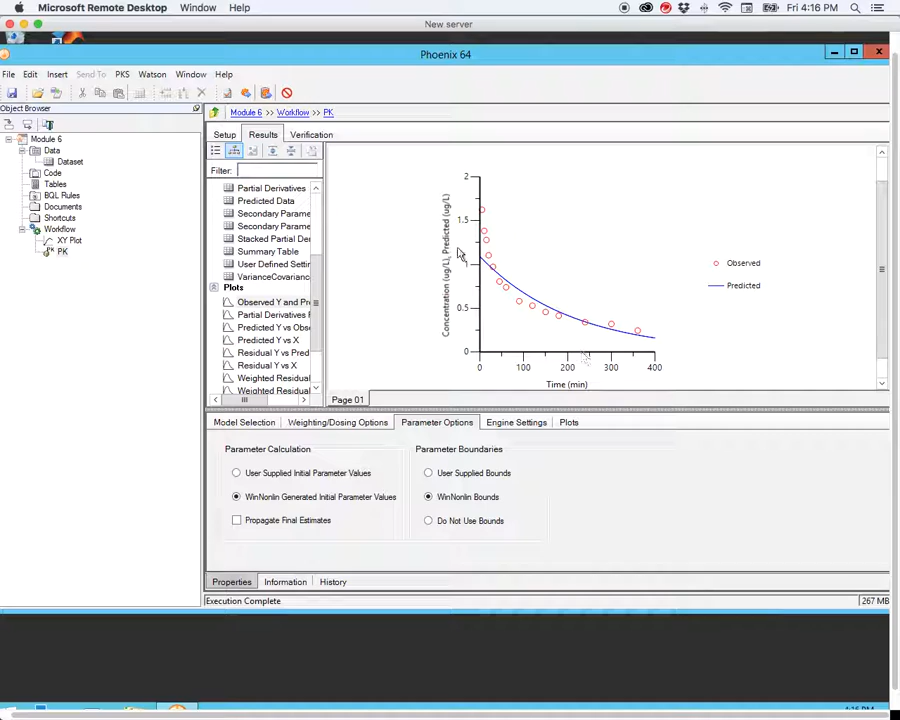 Microsoft Remote Desktop Window Help Fri 4:16 PM
New server
Phoenix 64
File Edit Insert Send To PKS Watson Window Help
Object Browser
Module 6 >> Workflow >> PK
Module 6
Data
Dataset
Code
Tables
BQL Rules
Documents
Shortcuts
Workflow
XY Plot
PK
Setup Results Verification
Filter:
Partial Derivatives
Predicted Data
Secondary Parame
Secondary Parame
Stacked Partial De
Summary Table
User Defined Settin
VarianceCovarianc
Plots
Observed Y and Pr
Partial Derivatives F
Predicted Y vs Obse
Predicted Y vs X
Residual Y vs Pred
Residual Y vs X
Weighted Residual
Weighted Residual
Concentration (ug/L), Predicted (ug/L)
2
1.5
1
0.5
0
0 100 200 300 400
Time (min)
Observed
Predicted
Page 01
Model Selection Weighting/Dosing Options Parameter Options Engine Settings Plots
Parameter Calculation
User Supplied Initial Parameter Values
WinNonlin Generated Initial Parameter Values
Propagate Final Estimates
Parameter Boundaries
User Supplied Bounds
WinNonlin Bounds
Do Not Use Bounds
Properties Information History
Execution Complete 267 MB
4:16 PM